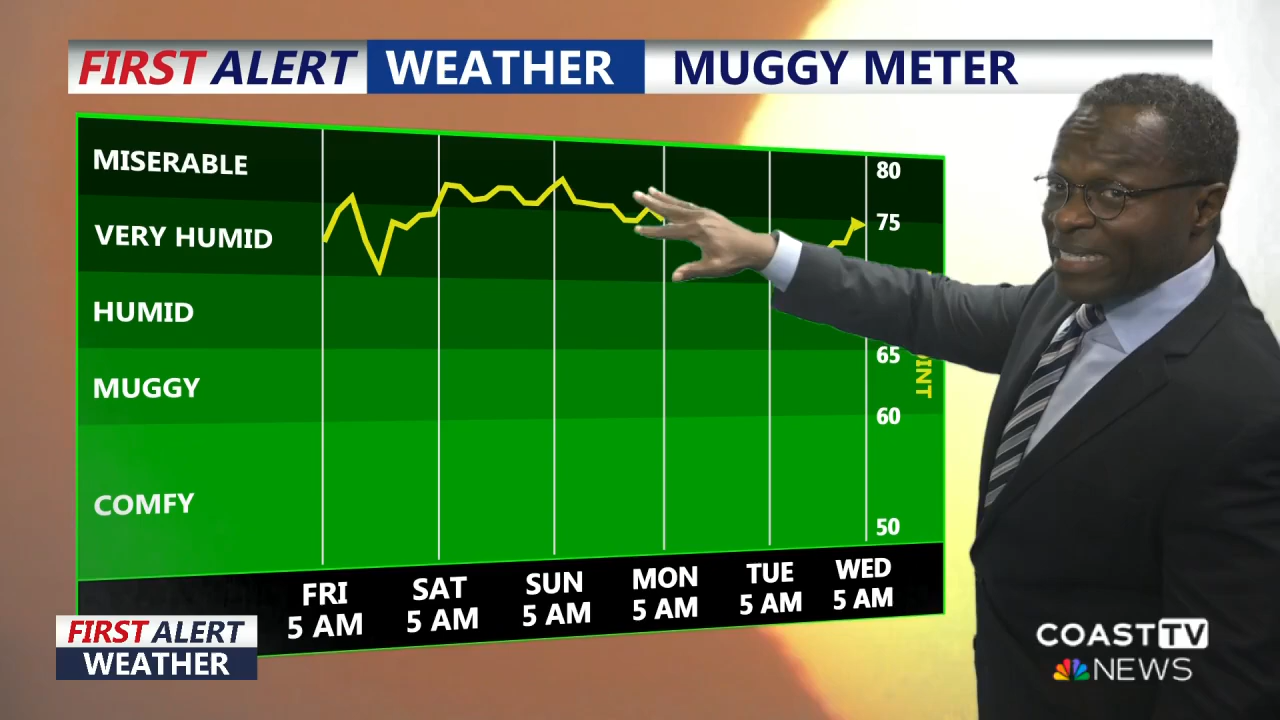 FIRST ALERT WEATHER MUGGY METER
MISERABLE
VERY HUMID
HUMID
MUGGY
COMFY
80
75
65
60
50
FRI
5 AM
SAT
5 AM
SUN
5 AM
MON
5 AM
TUE
5 AM
WED
5 AM
FIRST ALERT
WEATHER
COAST TV
NEWS